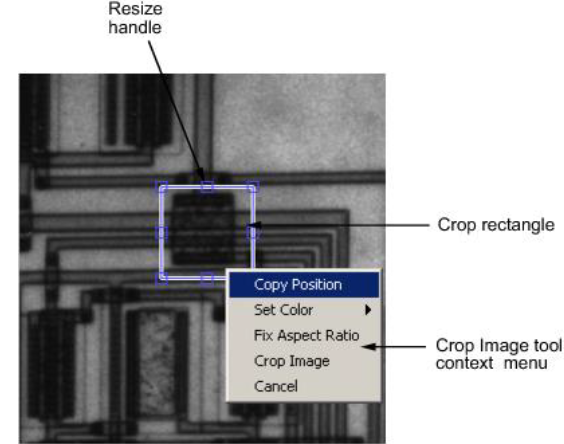 Resize
handle
Crop rectangle
Copy Position
Set Color
Fix Aspect Ratio
Crop Image
Cancel
Crop Image tool
context menu